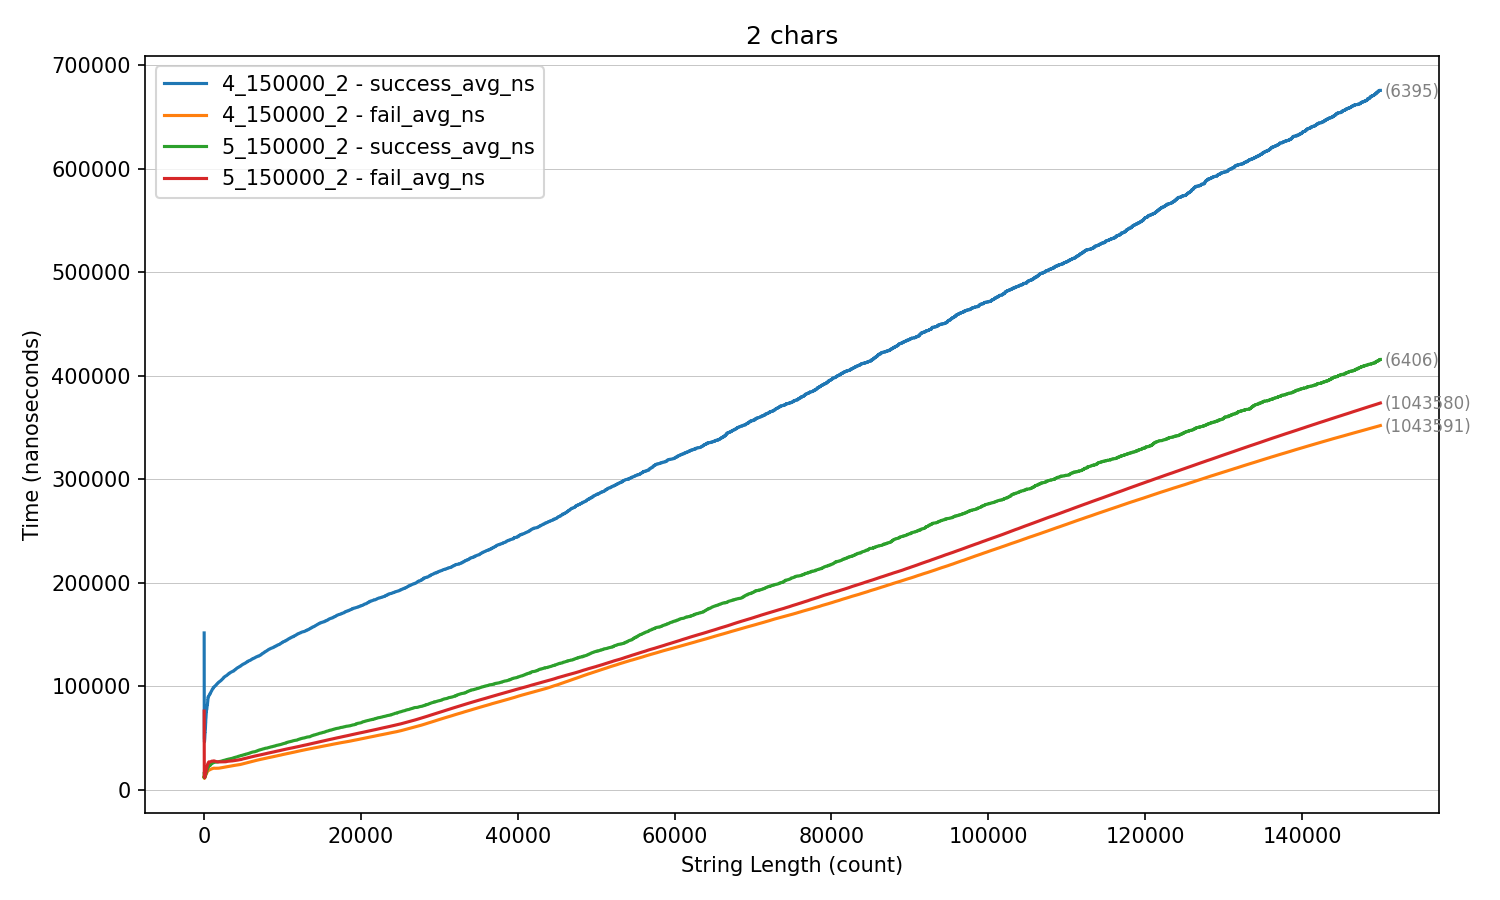 2 chars
4_150000_2 - success_avg_ns
4_150000_2 - fail_avg_ns
5_150000_2 - success_avg_ns
5_150000_2 - fail_avg_ns
Time (nanoseconds)
700000
600000
500000
400000
300000
200000
100000
0
(6395)
(6406)
(1043580)
(1043591)
0
20000
40000
60000
80000
100000
120000
140000
String Length (count)